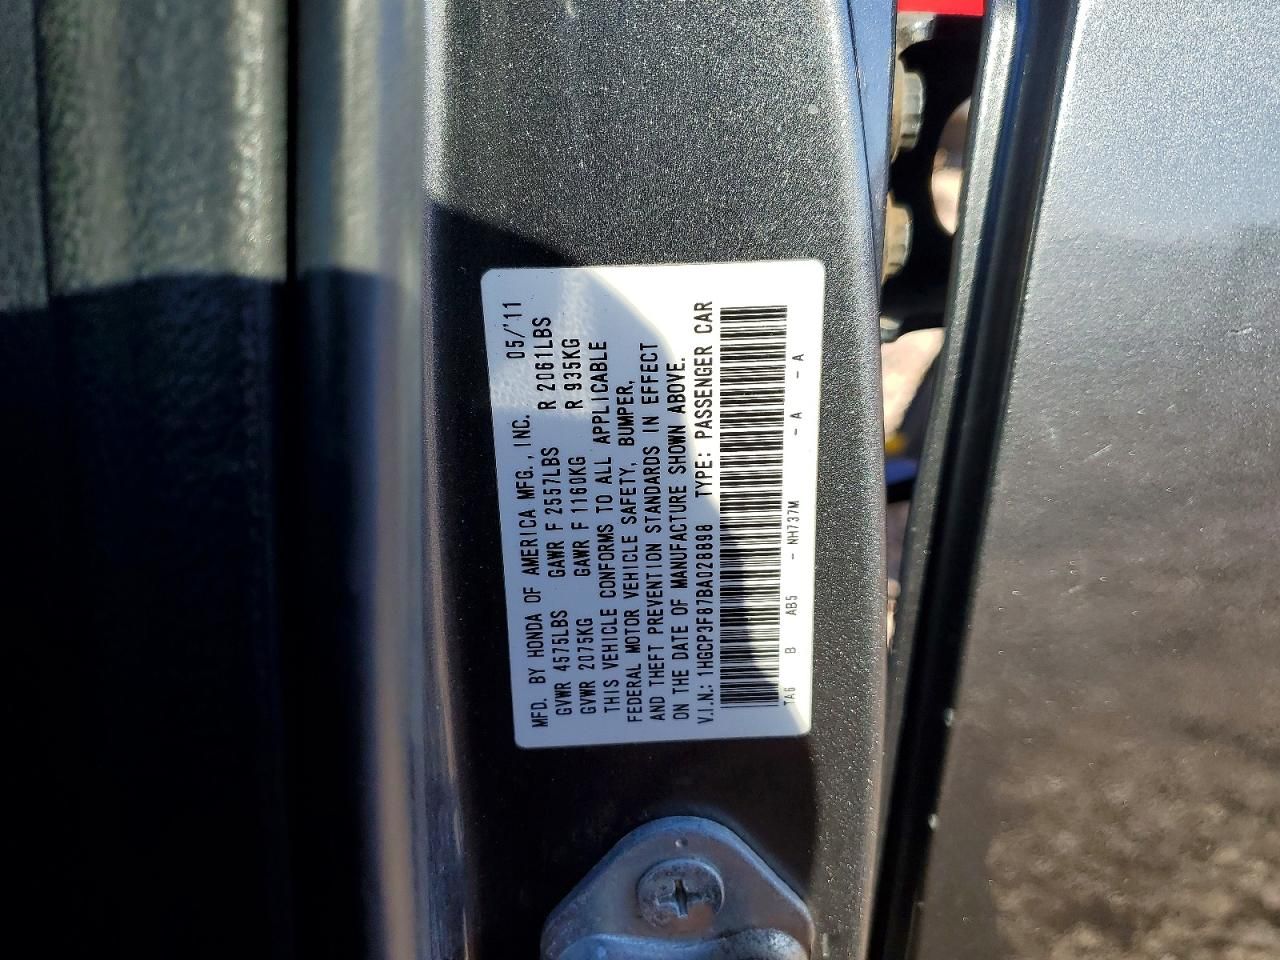 MFD. BY HONDA OF AMERICA MFG., INC. 05/'11
GVWR 4575LBS GAWR F 2557LBS R 2061LBS
GVWR 2075KG GAWR F 1160KG R 935KG
THIS VEHICLE CONFORMS TO ALL APPLICABLE
FEDERAL MOTOR VEHICLE SAFETY, BUMPER,
AND THEFT PREVENTION STANDARDS IN EFFECT
ON THE DATE OF MANUFACTURE SHOWN ABOVE.
V.I.N.: 1HGCP3F87BA028898 TYPE: PASSENGER CAR
TA6 B AB5 - NH737M - A - A